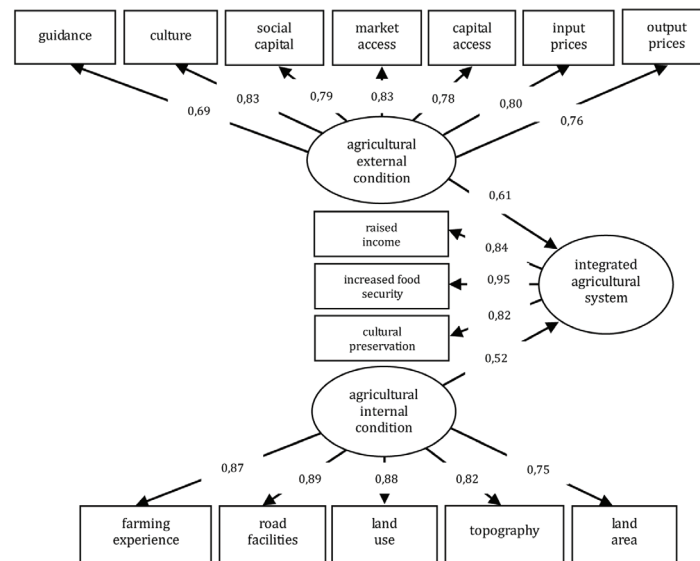 guidance
culture
social
capital
market
access
capital
access
input
prices
output
prices
0,69
0,83
0,79
0,83
0,78
0,80
0,76
agricultural
external
condition
0,61
raised
income
0,84
increased food
security
0,95
integrated
agricultural
system
cultural
preservation
0,82
0,52
agricultural
internal
condition
0,87
0,89
0,88
0,82
0,75
farming
experience
road
facilities
land
use
topography
land
area